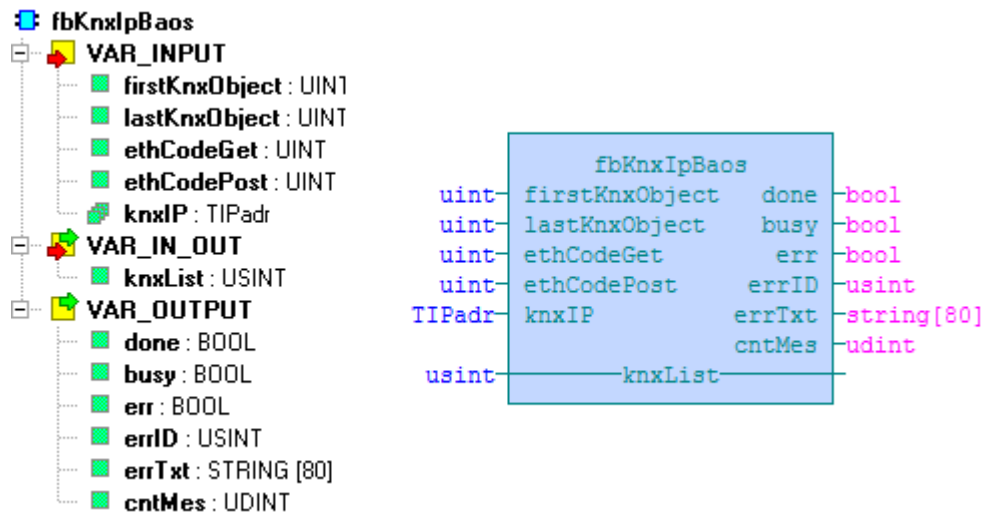 fbKnxIpBaos
VAR_INPUT
firstKnxObject : UINT
lastKnxObject : UINT
ethCodeGet : UINT
ethCodePost : UINT
knxIP : TIPadr
VAR_IN_OUT
knxList : USINT
VAR_OUTPUT
done : BOOL
busy : BOOL
err : BOOL
errID : USINT
errTxt : STRING [80]
cntMes : UDINT
fbKnxIpBaos
uint firstKnxObject done bool
uint lastKnxObject busy bool
uint ethCodeGet err bool
uint ethCodePost errID usint
TIPadr knxIP errTxt string[80]
cntMes udint
usint knxList